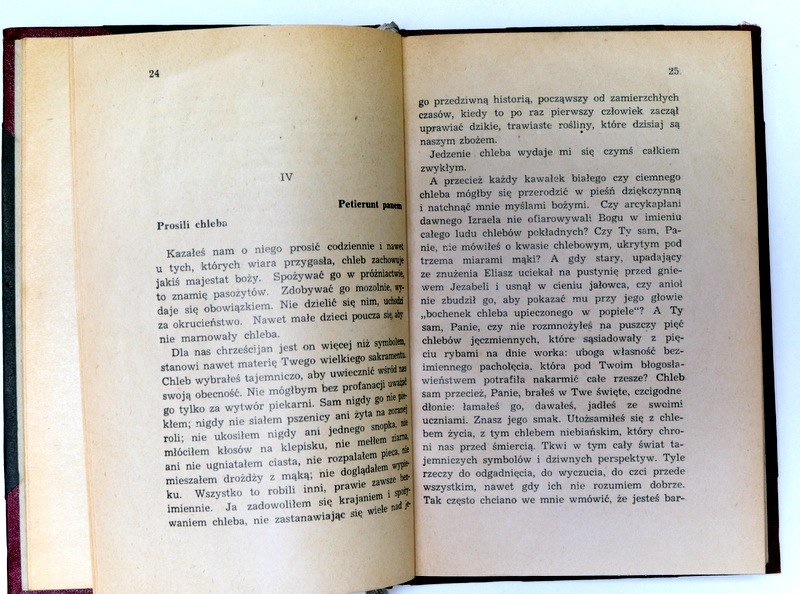 24
IV
Petierunt panem
Prosili chleba
Kazałeś nam o niego prosić codziennie i nawet
u tych, których wiara przygasła, chleb zachowuje
jakiś majestat boży. Spożywać go w próżniactwie,
to znamię pasożytów. Zdobywać go mozolnie, wy-
daje się obowiązkiem. Nie dzielić się nim, uchodzi
za okrucieństwo. Nawet małe dzieci poucza się, aby
nie marnowały chleba.
Dla nas chrześcijan jest on więcej niż symbolem,
stanowi nawet materię Twego wielkiego sakramentu.
Chleb wybrałeś tajemniczo, aby uwiecznić wśród nas
swoją obecność. Nie mógłbym bez profanacji uważać
go tylko za wytwór piekarni. Sam nigdy go nie pie-
kłem; nigdy nie siałem pszenicy ani żyta na zoranej
roli; nie ukosiłem nigdy ani jednego snopka, nie
młóciłem kłosów na klepisku, nie mełłem ziarna,
ani nie ugniatałem ciasta, nie rozpalałem pieca, nie
mieszałem drożdży z mąką; nie doglądałem wypie-
ku. Wszystko to robili inni, prawie zawsze bez-
imiennie. Ja zadowoliłem się krajaniem i spoży-
waniem chleba, nie zastanawiając się wiele nad je-
25
go przedziwną historią, począwszy od zamierzchłych
czasów, kiedy to po raz pierwszy człowiek zaczął
uprawiać dzikie, trawiaste rośliny, które dzisiaj są
naszym zbożem.
Jedzenie chleba wydaje mi się czymś całkiem
zwykłym.
A przecież każdy kawałek białego czy ciemnego
chleba mógłby się przerodzić w pieśń dziękczynną
i natchnąć mnie myślami bożymi. Czy arcykapłani
dawnego Izraela nie ofiarowywali Bogu w imieniu
całego ludu chlebów pokładnych? Czy Ty sam, Pa-
nie, nie mówiłeś o kwasie chlebowym, ukrytym pod
trzema miarami mąki? A gdy stary, upadający
ze znużenia Eliasz uciekał na pustynię przed gnie-
wem Jezabeli i usnął w cieniu jałowca, czy anioł
nie zbudził go, aby pokazać mu przy jego głowie
„bochenek chleba upieczonego w popiele"? A Ty
sam, Panie, czy nie rozmnożyłeś na puszczy pięć
chlebów jęczmiennych, które sąsiadowały z pię-
ciu rybami na dnie worka: uboga własność bez-
imiennego pacholęcia, która pod Twoim błogosła-
wieństwem potrafiła nakarmić całe rzesze? Chleb
sam przecież, Panie, brałeś w Twe święte, czcigodne
dłonie: łamałeś go, dawałeś, jadłeś ze swoimi
uczniami. Znasz jego smak. Utożsamiłeś się z chle-
bem życia, z tym chlebem niebiańskim, który chro-
ni nas przed śmiercią. Tkwi w tym cały świat ta-
jemniczych symbolów i dziwnych perspektyw. Tyle
rzeczy do odgadnięcia, do wyczucia, do czci przede
wszystkim, nawet gdy ich nie rozumiem dobrze.
Tak często chciano we mnie wmówić, że jesteś bar-